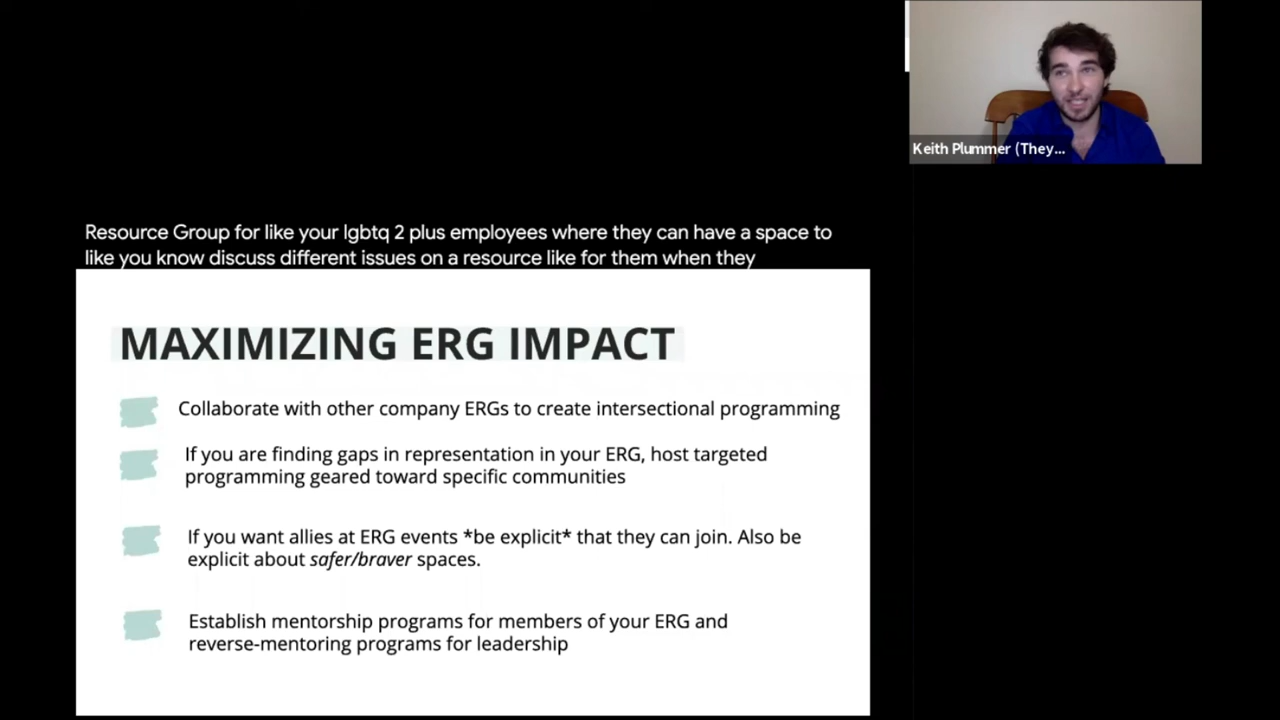 Keith Plummer (They...
Resource Group for like your lgbtq 2 plus employees where they can have a space to
like you know discuss different issues on a resource like for them when they
MAXIMIZING ERG IMPACT
Collaborate with other company ERGs to create intersectional programming
If you are finding gaps in representation in your ERG, host targeted
programming geared toward specific communities
If you want allies at ERG events *be explicit* that they can join. Also be
explicit about safer/braver spaces.
Establish mentorship programs for members of your ERG and
reverse-mentoring programs for leadership